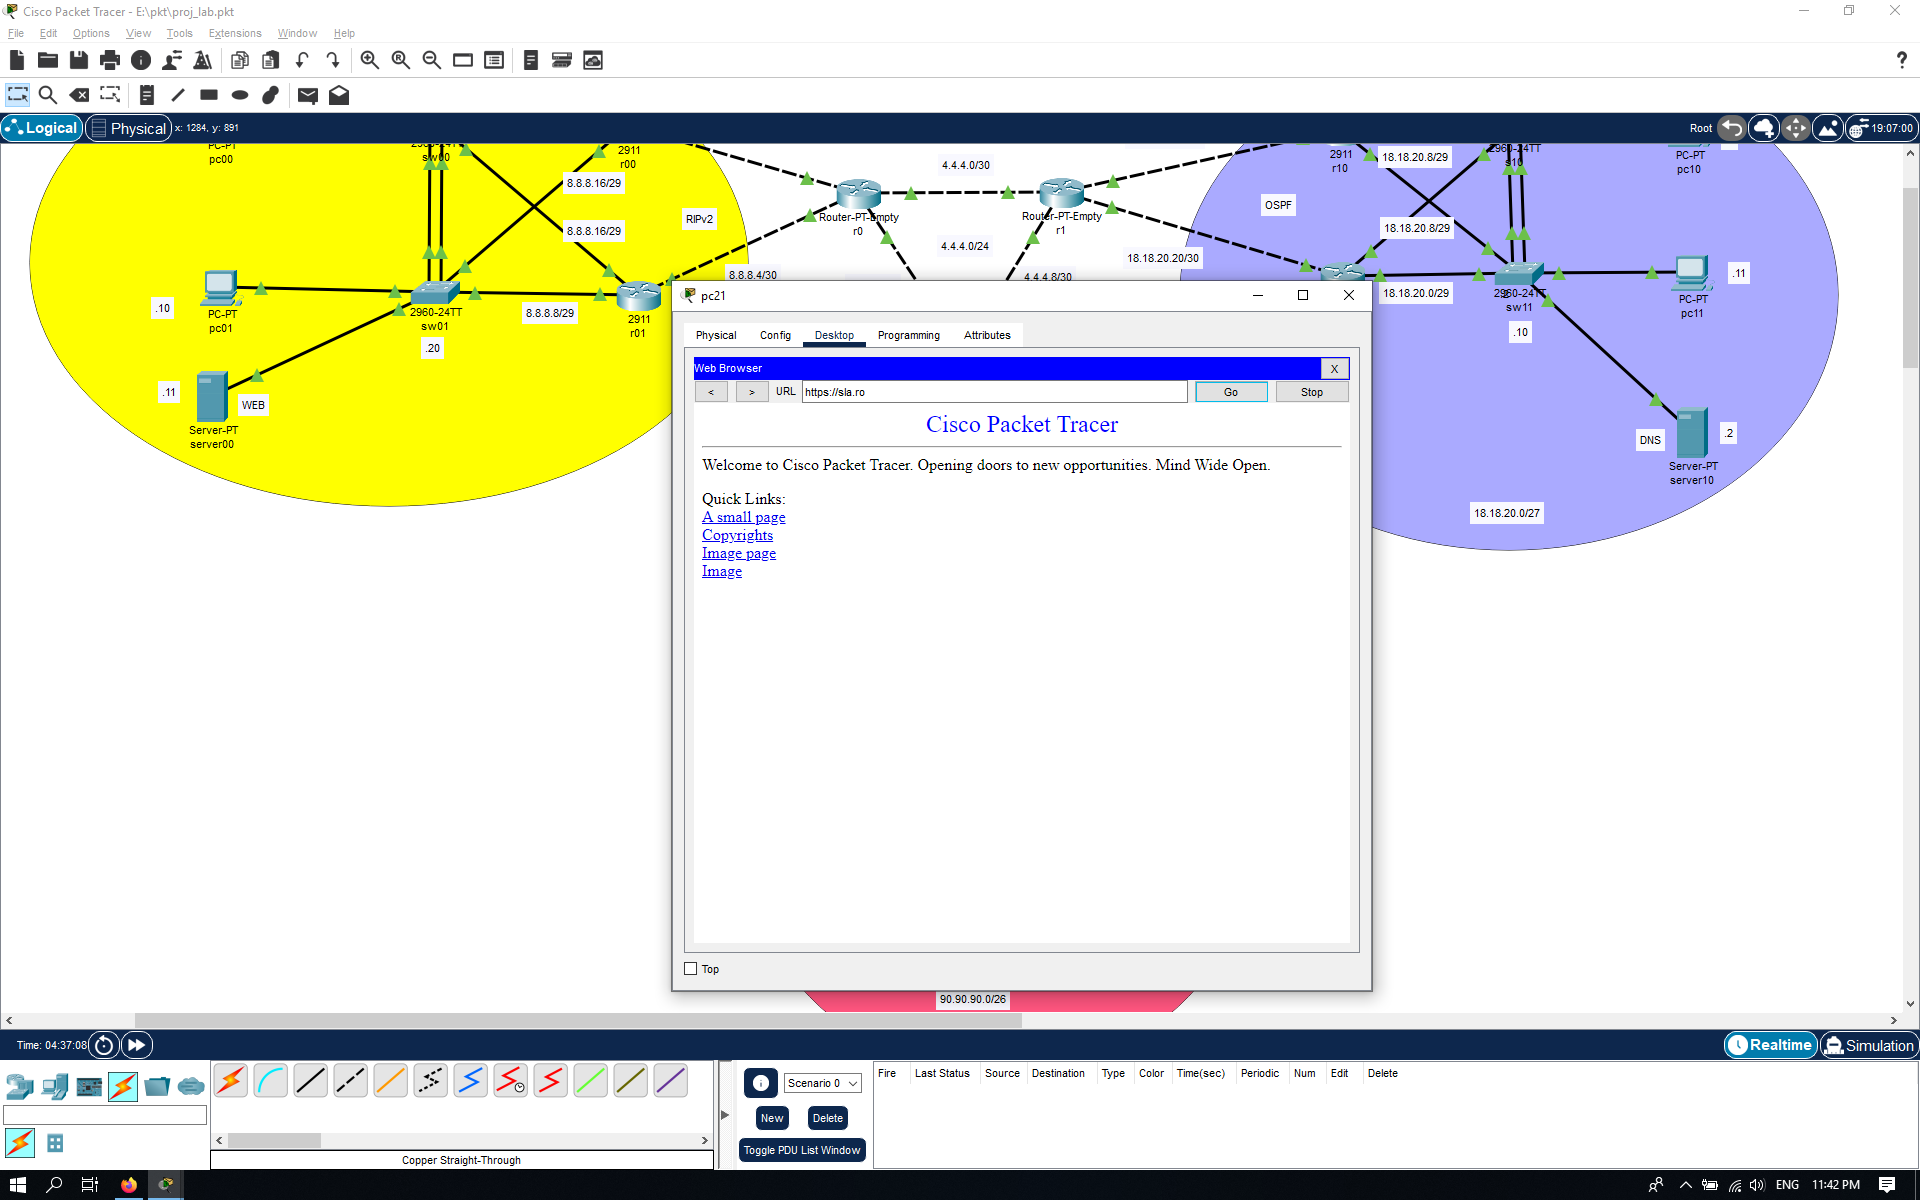 Cisco Packet Tracer - E:\pkt\proj_lab.pkt
File Edit Options View Tools Extensions Window Help
?
Logical Physical x: 1284, y: 891 Root 19:07:00
PC-PT
pc00
sw00
2911
r00
8.8.8.16/29
8.8.8.16/29
RIPv2
4.4.4.0/30
Router-PT-Empty
r0
Router-PT-Empty
r1
4.4.4.0/24
8.8.8.4/30
4.4.4.8/30
18.18.20.20/30
OSPF
2911
r10
18.18.20.8/29
18.18.20.8/29
18.18.20.0/29
2960-24TT
s10
PC-PT
pc10
.10
PC-PT
pc01
2960-24TT
sw01
.20
8.8.8.8/29
2911
r01
.11
WEB
Server-PT
server00
2960-24TT
sw11
.10
PC-PT
pc11
.11
DNS
.2
Server-PT
server10
18.18.20.0/27
pc21
Physical Config Desktop Programming Attributes
Web Browser X
< > URL https://sla.ro Go Stop
Cisco Packet Tracer
Welcome to Cisco Packet Tracer. Opening doors to new opportunities. Mind Wide Open.
Quick Links:
A small page
Copyrights
Image page
Image
Top
90.90.90.0/26
Time: 04:37:08 Realtime Simulation
Scenario 0
New Delete
Toggle PDU List Window
Fire Last Status Source Destination Type Color Time(sec) Periodic Num Edit Delete
Copper Straight-Through
ENG 11:42 PM